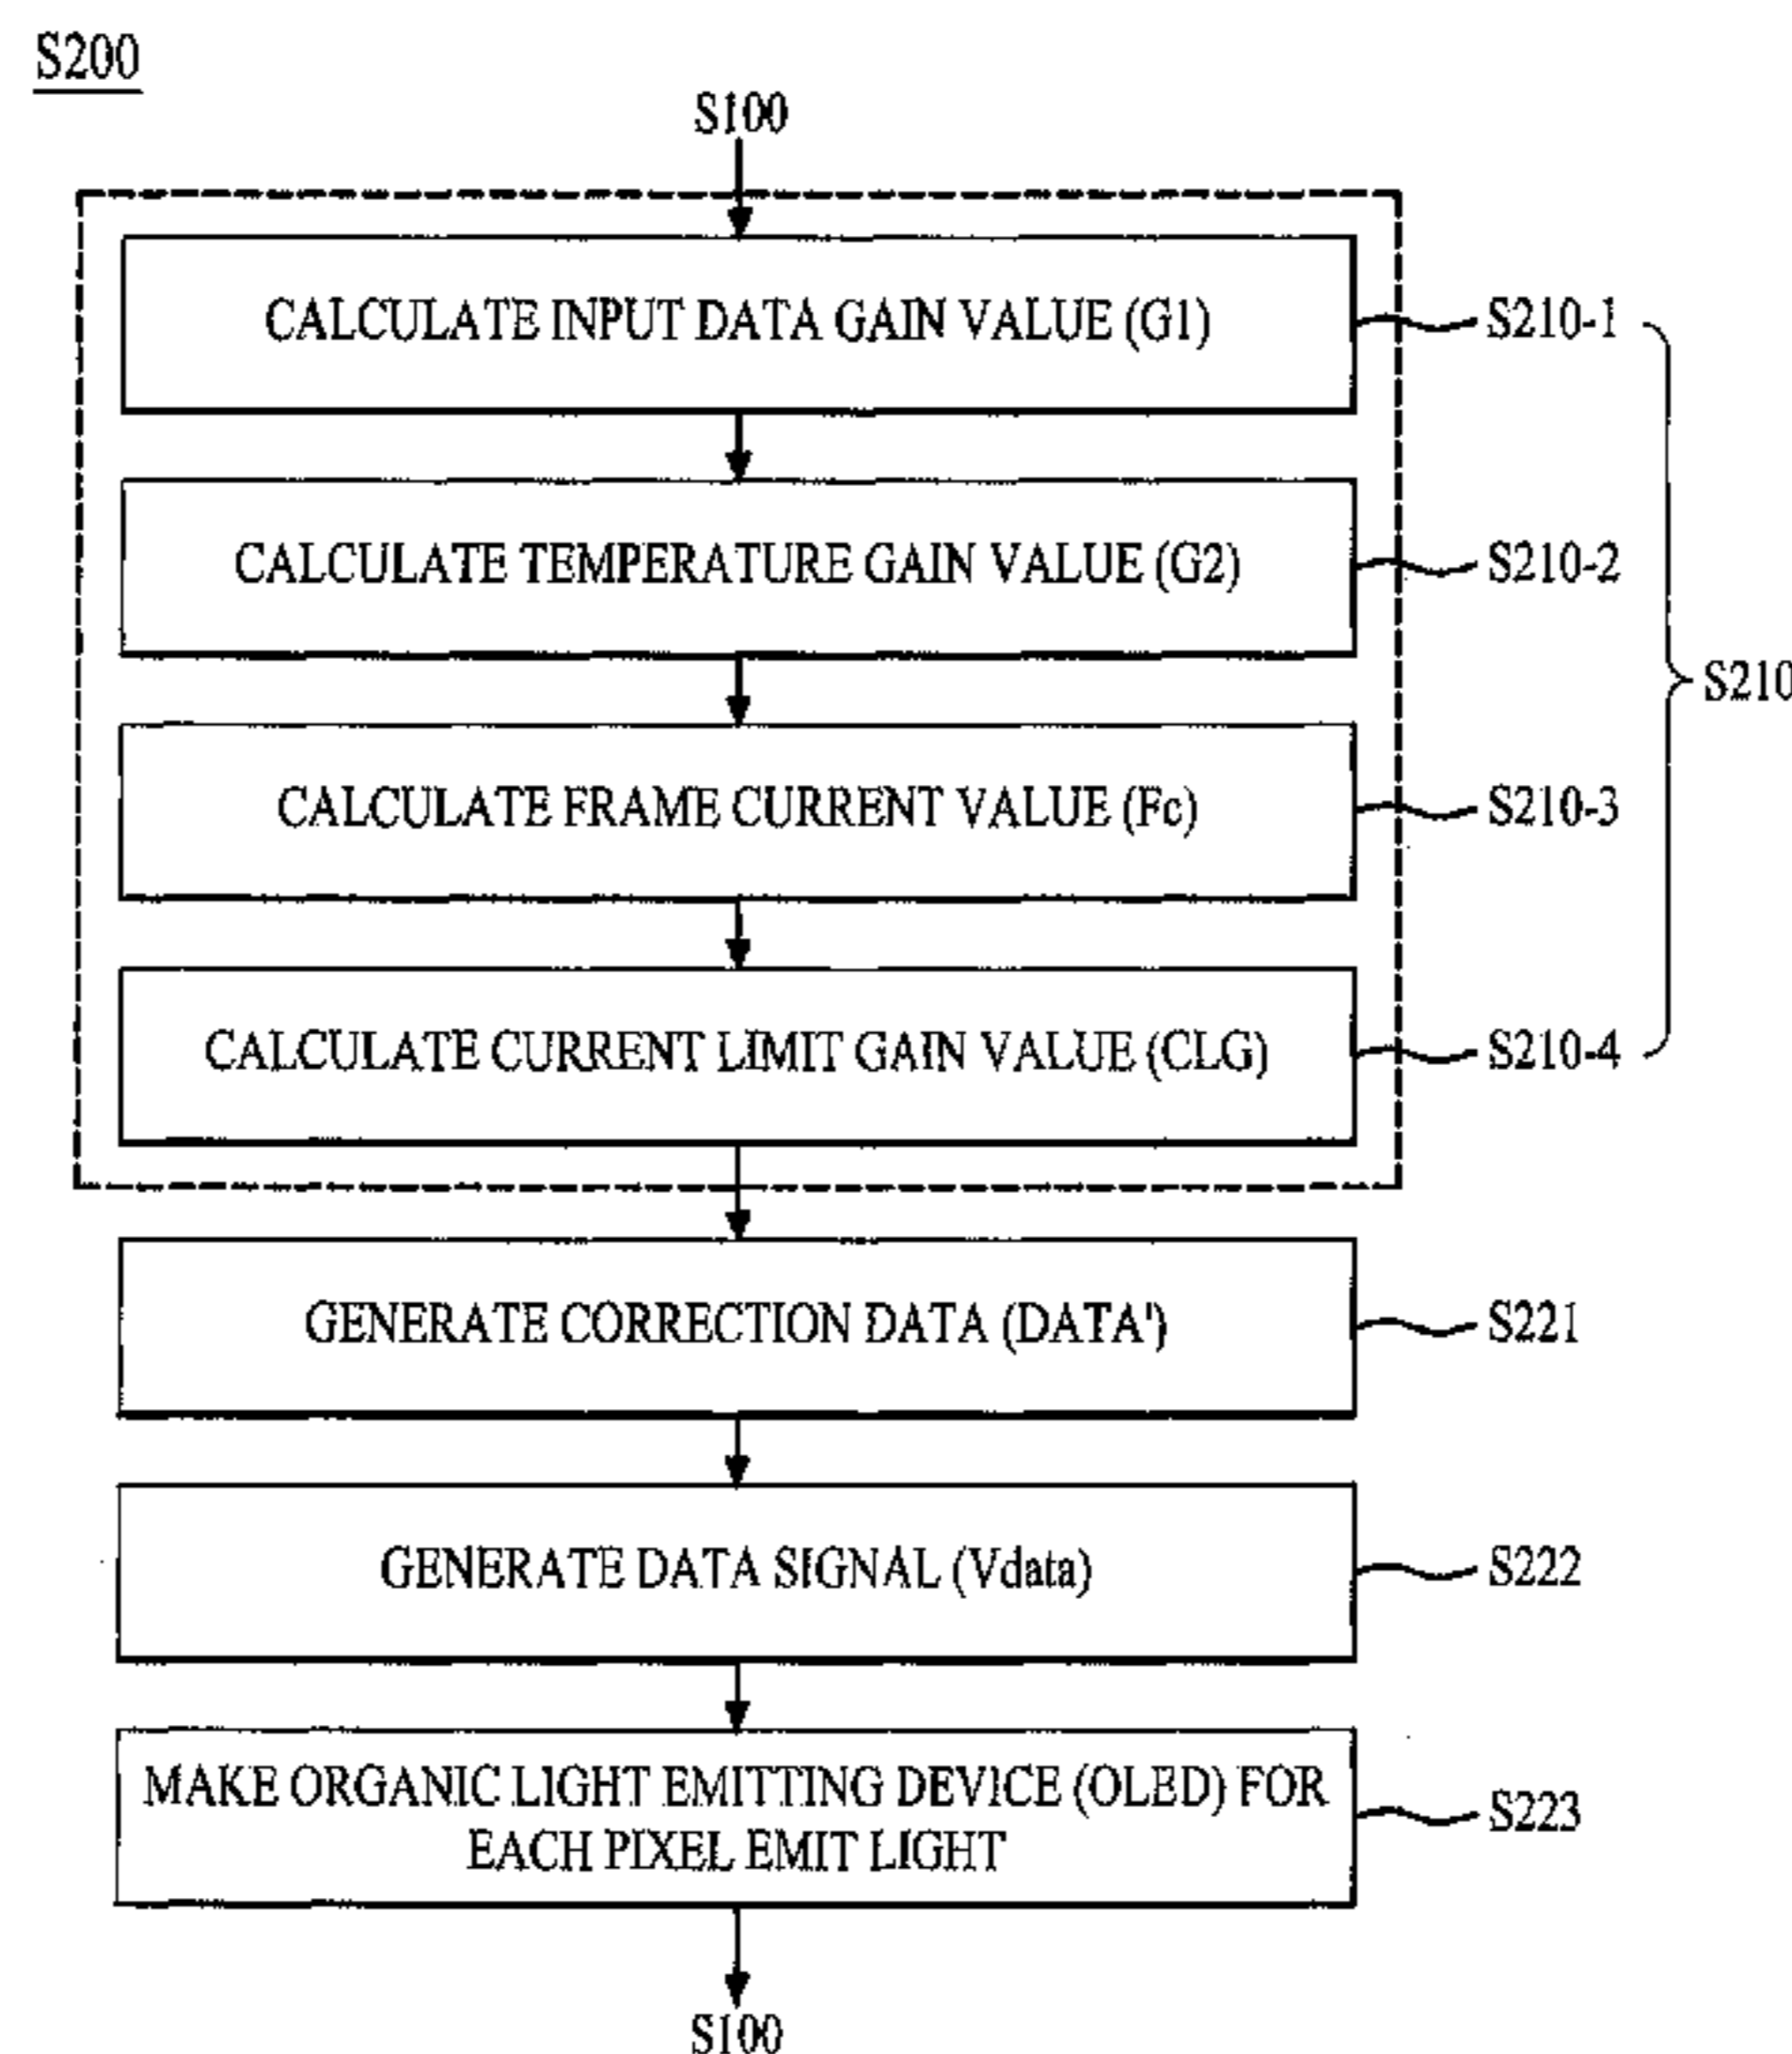 S200
S100
CALCULATE INPUT DATA GAIN VALUE (G1)
S210-1
CALCULATE TEMPERATURE GAIN VALUE (G2)
S210-2
S210
CALCULATE FRAME CURRENT VALUE (Fc)
S210-3
CALCULATE CURRENT LIMIT GAIN VALUE (CLG)
S210-4
GENERATE CORRECTION DATA (DATA')
S221
GENERATE DATA SIGNAL (Vdata)
S222
MAKE ORGANIC LIGHT EMITTING DEVICE (OLED) FOR
EACH PIXEL EMIT LIGHT
S223
S100